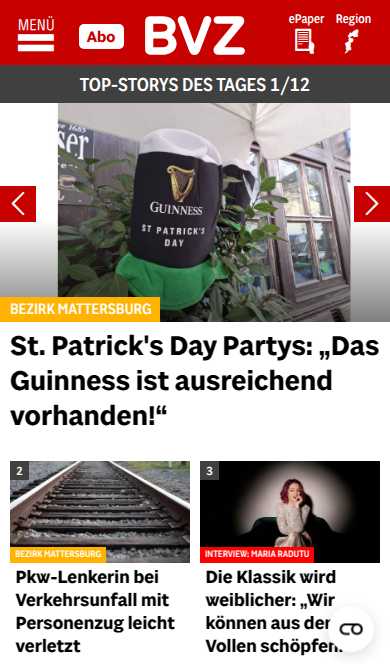 MENÜ
Abo
BVZ
ePaper
Region
TOP-STORYS DES TAGES 1/12
GUINNESS
ST PATRICK'S
DAY
BEZIRK MATTERSBURG
St. Patrick's Day Partys: „Das
Guinness ist ausreichend
vorhanden!“
2
BEZIRK MATTERSBURG
Pkw-Lenkerin bei
Verkehrsunfall mit
Personenzug leicht
verletzt
3
INTERVIEW: MARIA RADUTU
Die Klassik wird
weiblicher: „Wir
können aus dem
Vollen schöpfen“